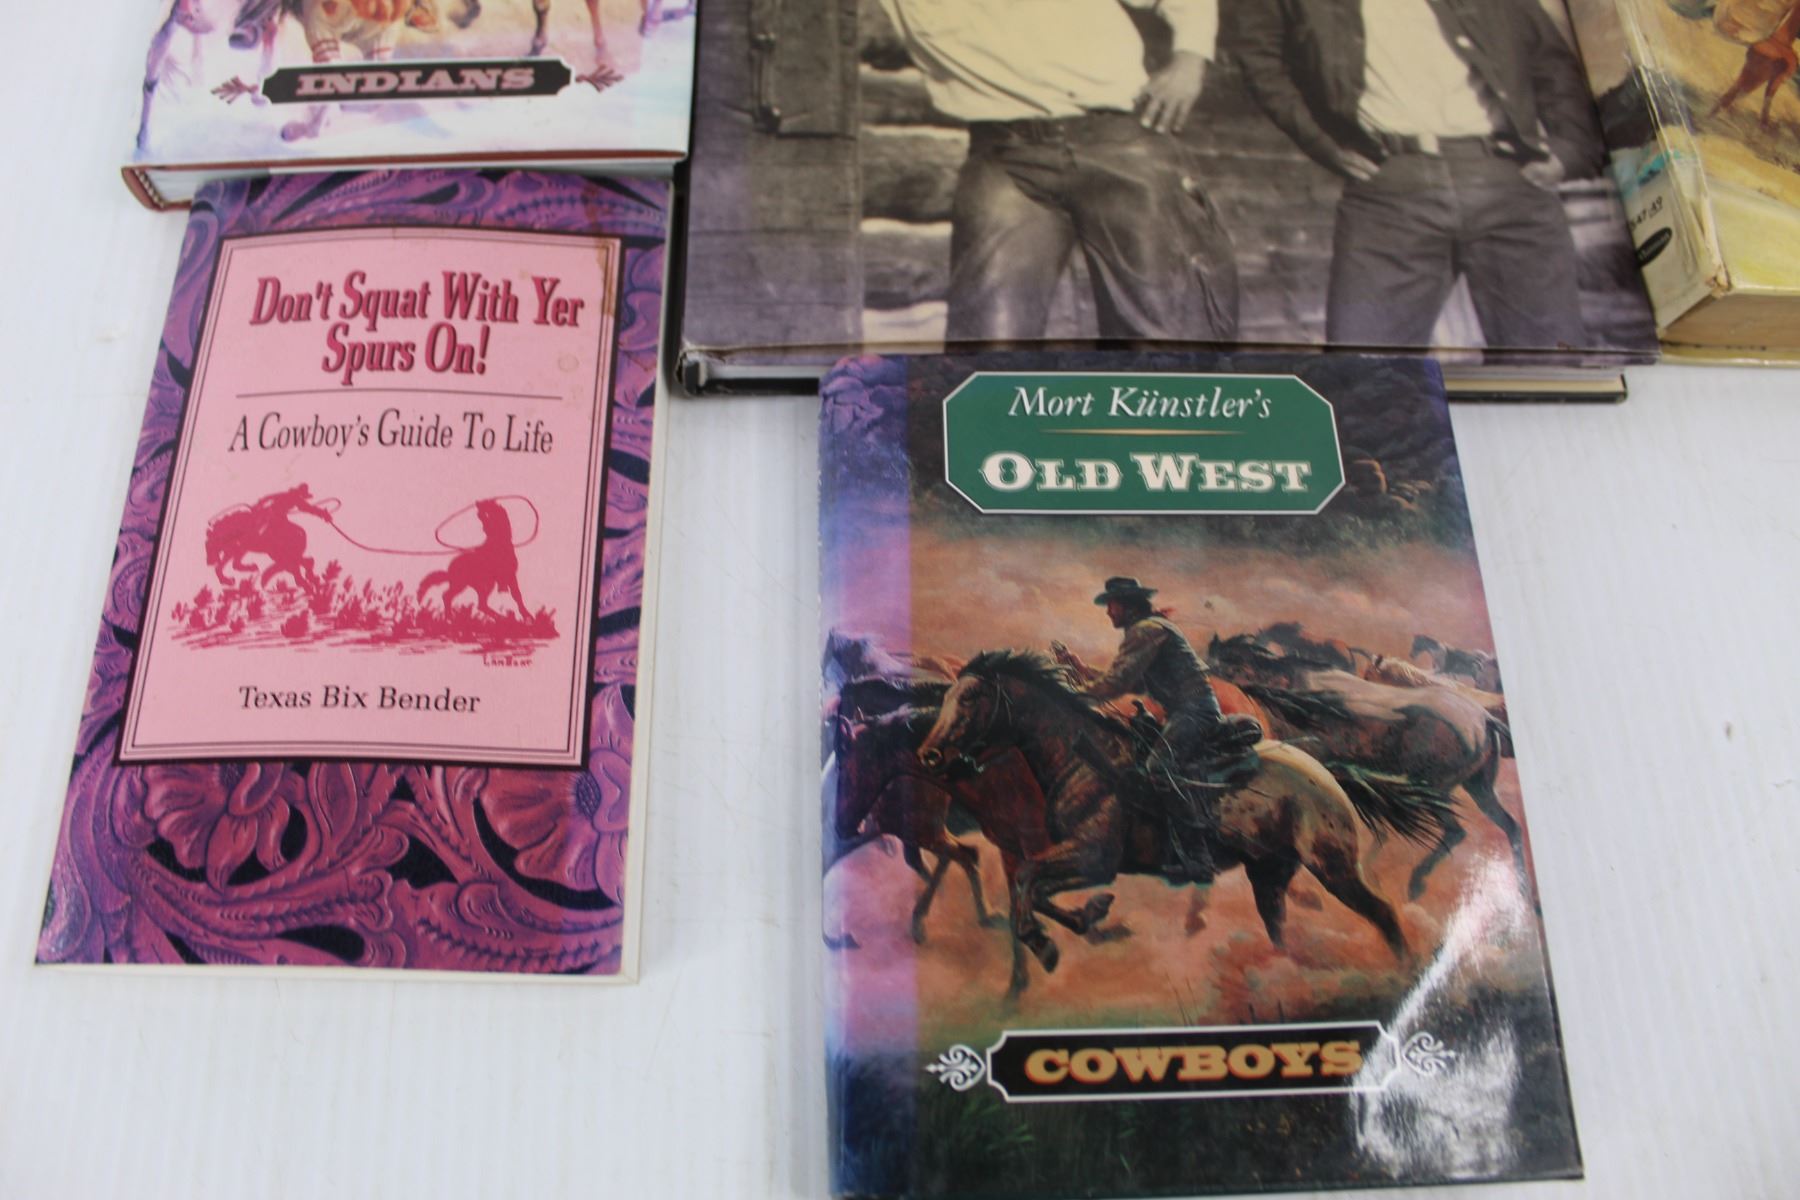 INDIANS
Don't Squat With Yer
Spurs On!
A Cowboy's Guide To Life
Texas Bix Bender
Mort Künstler's
OLD WEST
COWBOYS